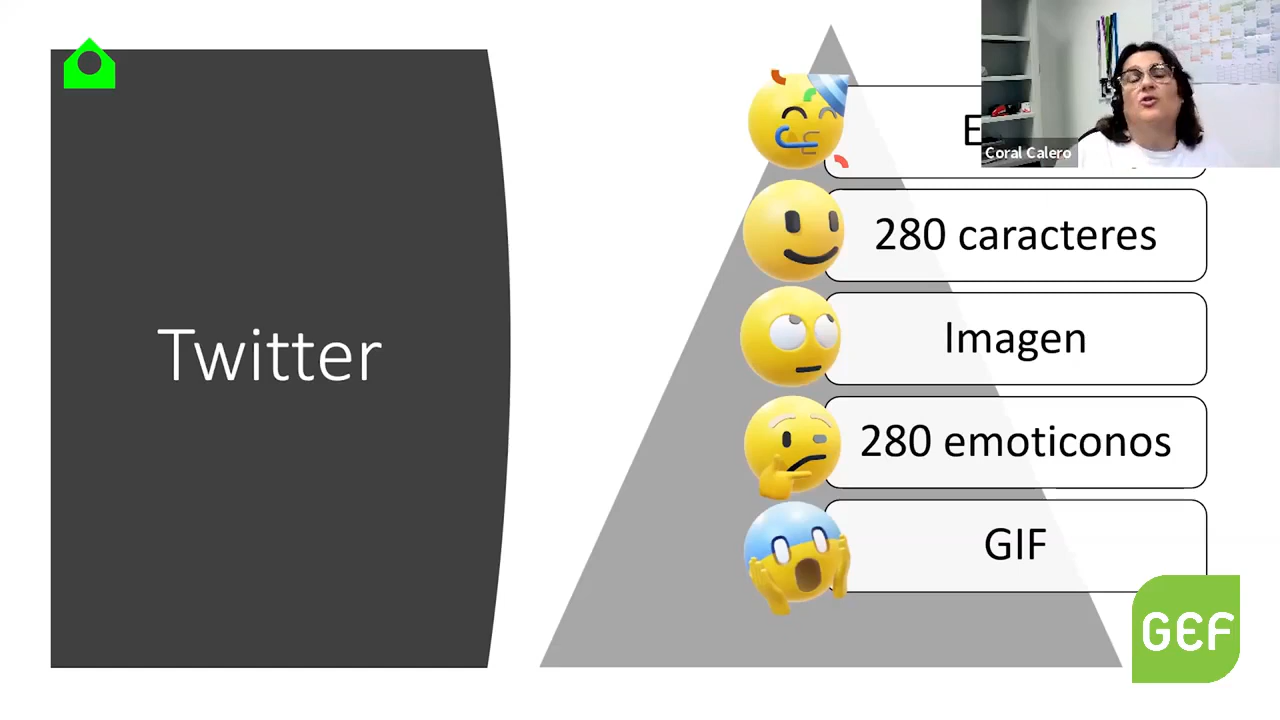 Twitter
Coral Calero
280 caracteres
Imagen
280 emoticonos
GIF
GEF